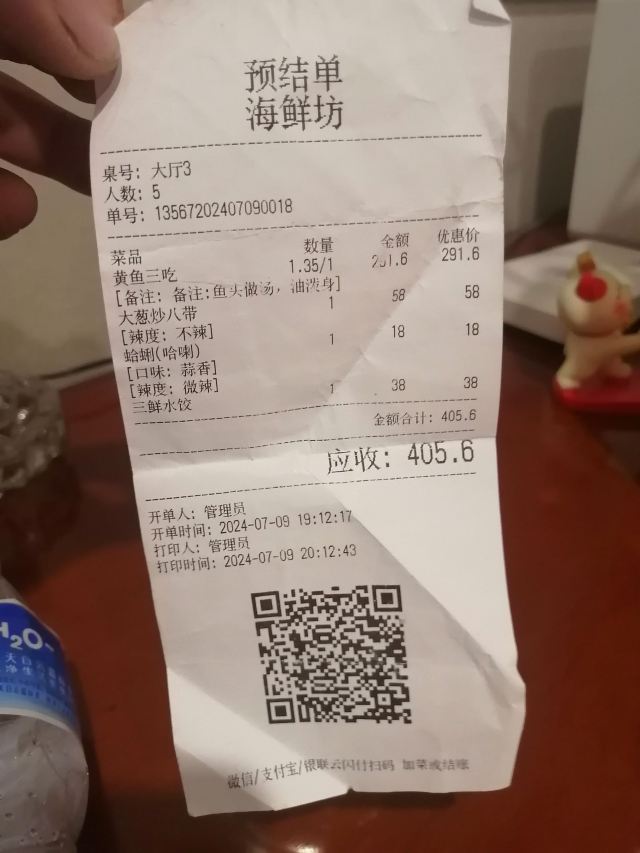 预结单
海鲜坊
桌号: 大厅3
人数: 5
单号: 13567202407090018
菜品 数量 金额 优惠价
黄鱼三吃 1.35/1 291.6 291.6
[备注: 备注:鱼头做汤, 油泼身]
大葱炒八带 1 58 58
[辣度: 不辣]
蛤蜊(哈喇) 1 18 18
[口味: 蒜香]
[辣度: 微辣]
三鲜水饺 1 38 38
金额合计: 405.6
应收: 405.6
开单人: 管理员
开单时间: 2024-07-09 19:12:17
打印人: 管理员
打印时间: 2024-07-09 20:12:43
微信/支付宝/银联云闪付扫码 加菜或结账
H₂O